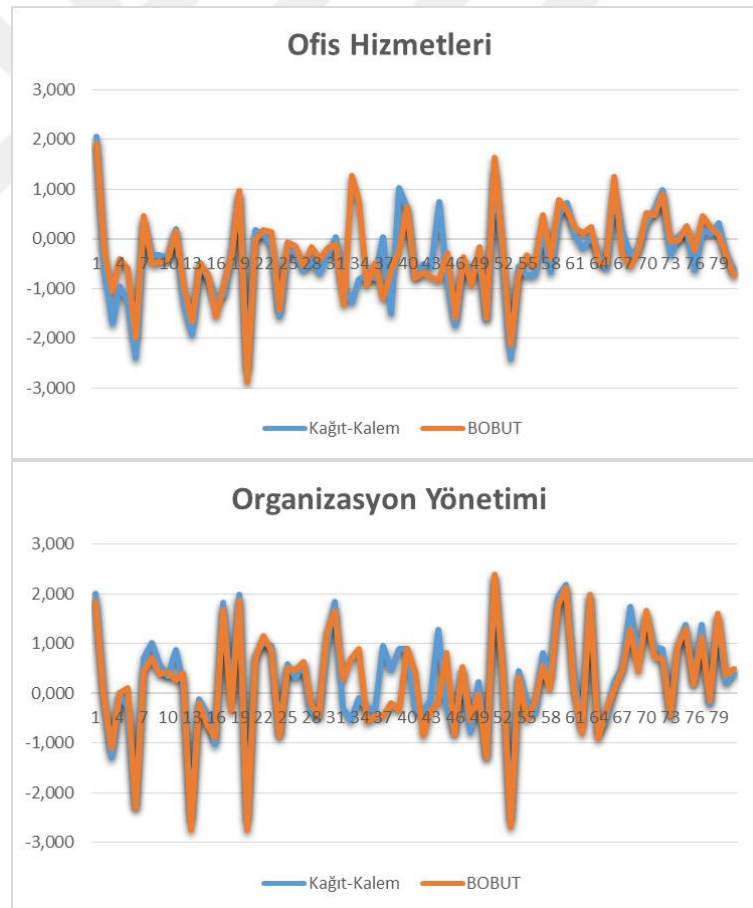 Ofis Hizmetleri
3,000
2,000
1,000
0,000
1 4 7 10 13 16 19 22 25 28 31 34 37 40 43 46 49 52 55 58 61 64 67 70 73 76 79
-1,000
-2,000
-3,000
Kağıt-Kalem BOBUT
Organizasyon Yönetimi
3,000
2,000
1,000
0,000
1 4 7 10 13 16 19 22 25 28 31 34 37 40 43 46 49 52 55 58 61 64 67 70 73 76 79
-1,000
-2,000
-3,000
Kağıt-Kalem BOBUT